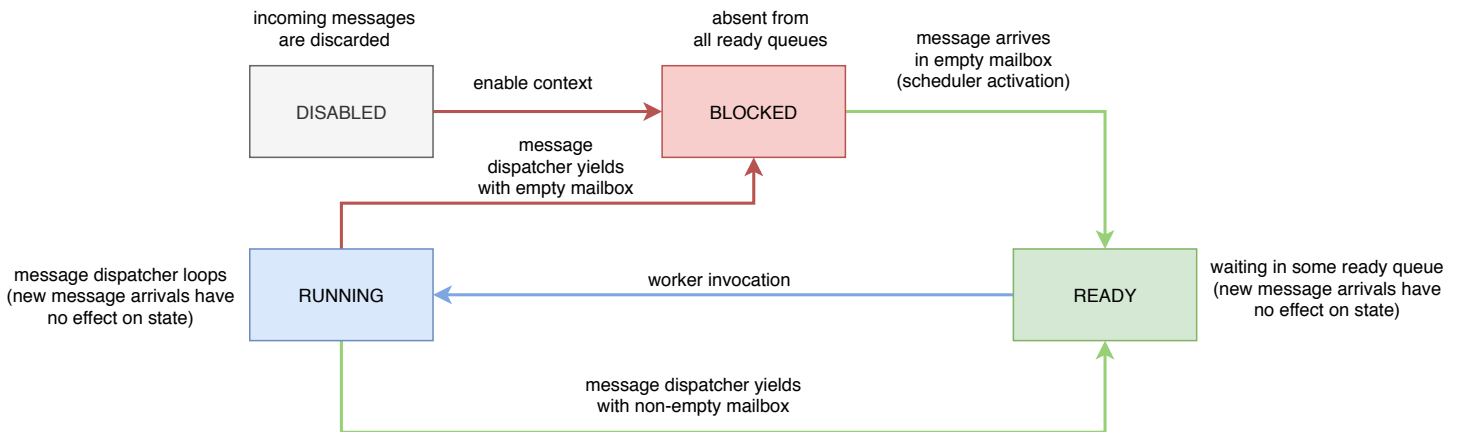 incoming messages
are discarded
absent from
all ready queues
message arrives
in empty mailbox
(scheduler activation)
enable context
DISABLED
BLOCKED
message
dispatcher yields
with empty mailbox
message dispatcher loops
(new message arrivals have
no effect on state)
RUNNING
worker invocation
READY
waiting in some ready queue
(new message arrivals have
no effect on state)
message dispatcher yields
with non-empty mailbox